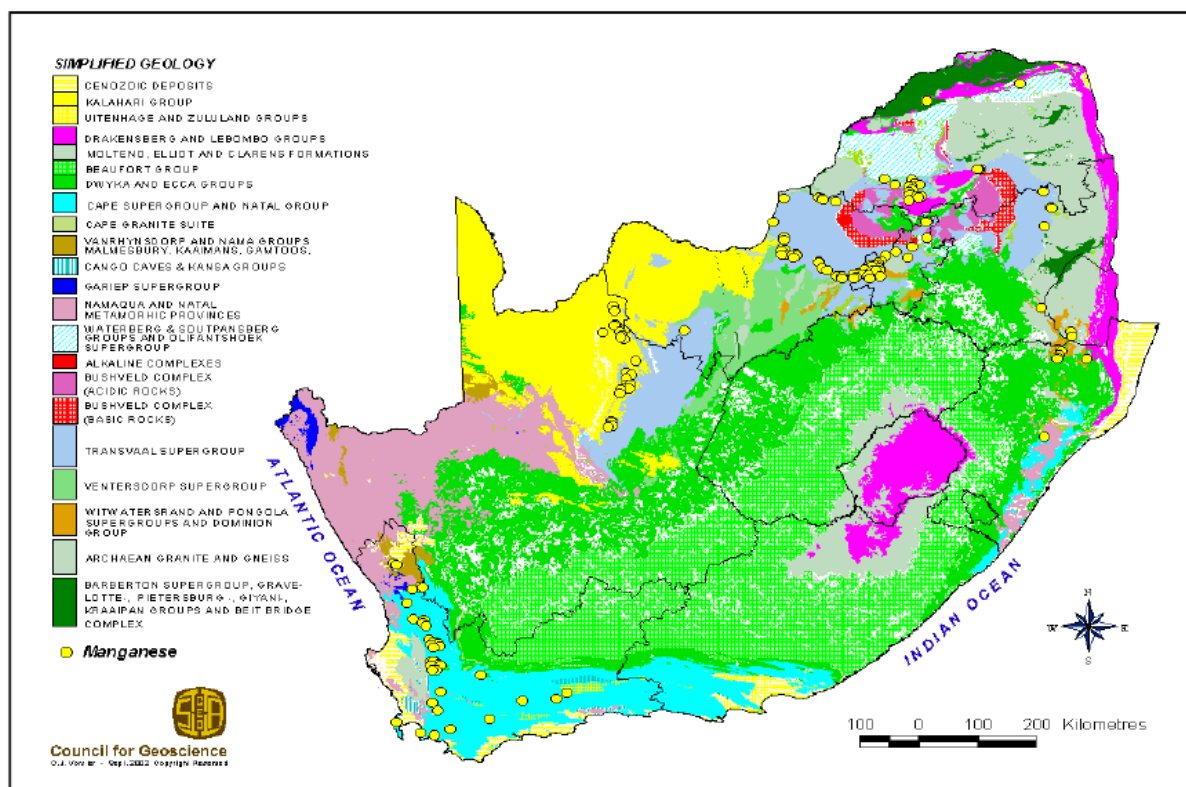 SIMPLIFIED GEOLOGY
CENOZOIC DEPOSITS
KALAHARI GROUP
UITENHAGE AND ZULULAND GROUPS
DRAKENSBERG AND LEBOMBO GROUPS
MOLTENO, ELLIOT AND CLARENS FORMATIONS
BEAUFORT GROUP
DWYKA AND ECCA GROUPS
CAPE SUPERGROUP AND NATAL GROUP
CAPE GRANITE SUITE
VANRHYNSDORP AND NAMA GROUPS
MALMESBURY, KAAIMANS, GAMTOOS,
CANGO CAVES & KANSA GROUPS
GARIEP SUPERGROUP
NAMAQUA AND NATAL
METAMORPHIC PROVINCES
WATERBERG & SOUTPANSBERG
GROUPS AND OLIFANTSHOEK
SUPERGROUP
ALKALINE COMPLEXES
BUSHVELD COMPLEX
(ACIDIC ROCKS)
BUSHVELD COMPLEX
(BASIC ROCKS)
TRANSVAAL SUPERGROUP
VENTERSDORP SUPERGROUP
WITWATERSRAND AND PONGOLA
SUPERGROUPS AND DOMINION
GROUP
ARCHAEAN GRANITE AND GNEISS
BARBERTON SUPERGROUP, GRAVE-
LOTTE-, PIETERSBURG-, GIYANI-,
KRAAIPAN GROUPS AND BEIT BRIDGE
COMPLEX
Manganese
Council for Geoscience
Sept. 2002 Copyright Reserved
ATLANTIC OCEAN
INDIAN OCEAN
N
W E
S
100 0 100 200 Kilometres